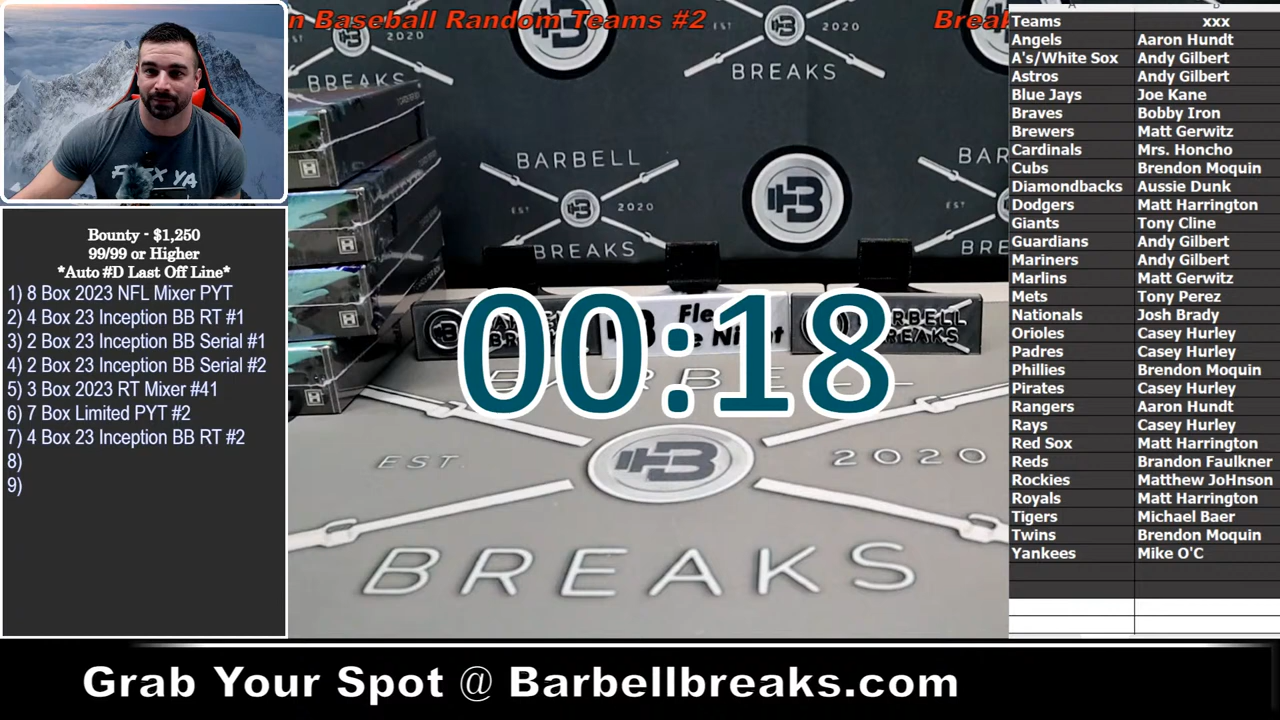 n Baseball Random Teams #2
Break
2020
EST
BREAKS
BARBELL
EST
2020
BREAKS
BREAKS
Bounty - $1,250
99/99 or Higher
*Auto #D Last Off Line*
1) 8 Box 2023 NFL Mixer PYT
2) 4 Box 23 Inception BB RT #1
3) 2 Box 23 Inception BB Serial #1
4) 2 Box 23 Inception BB Serial #2
5) 3 Box 2023 RT Mixer #41
6) 7 Box Limited PYT #2
7) 4 Box 23 Inception BB RT #2
8)
9)
00:18
BARBELL
BREAKS
BARBELL
EST. 2020
BREAKS
Teams xxx
Angels Aaron Hundt
A's/White Sox Andy Gilbert
Astros Andy Gilbert
Blue Jays Joe Kane
Braves Bobby Iron
Brewers Matt Gerwitz
Cardinals Mrs. Honcho
Cubs Brendon Moquin
Diamondbacks Aussie Dunk
Dodgers Matt Harrington
Giants Tony Cline
Guardians Andy Gilbert
Mariners Andy Gilbert
Marlins Matt Gerwitz
Mets Tony Perez
Nationals Josh Brady
Orioles Casey Hurley
Padres Casey Hurley
Phillies Brendon Moquin
Pirates Casey Hurley
Rangers Aaron Hundt
Rays Casey Hurley
Red Sox Matt Harrington
Reds Brandon Faulkner
Rockies Matthew JoHnson
Royals Matt Harrington
Tigers Michael Baer
Twins Brendon Moquin
Yankees Mike O'C
Grab Your Spot @ Barbellbreaks.com